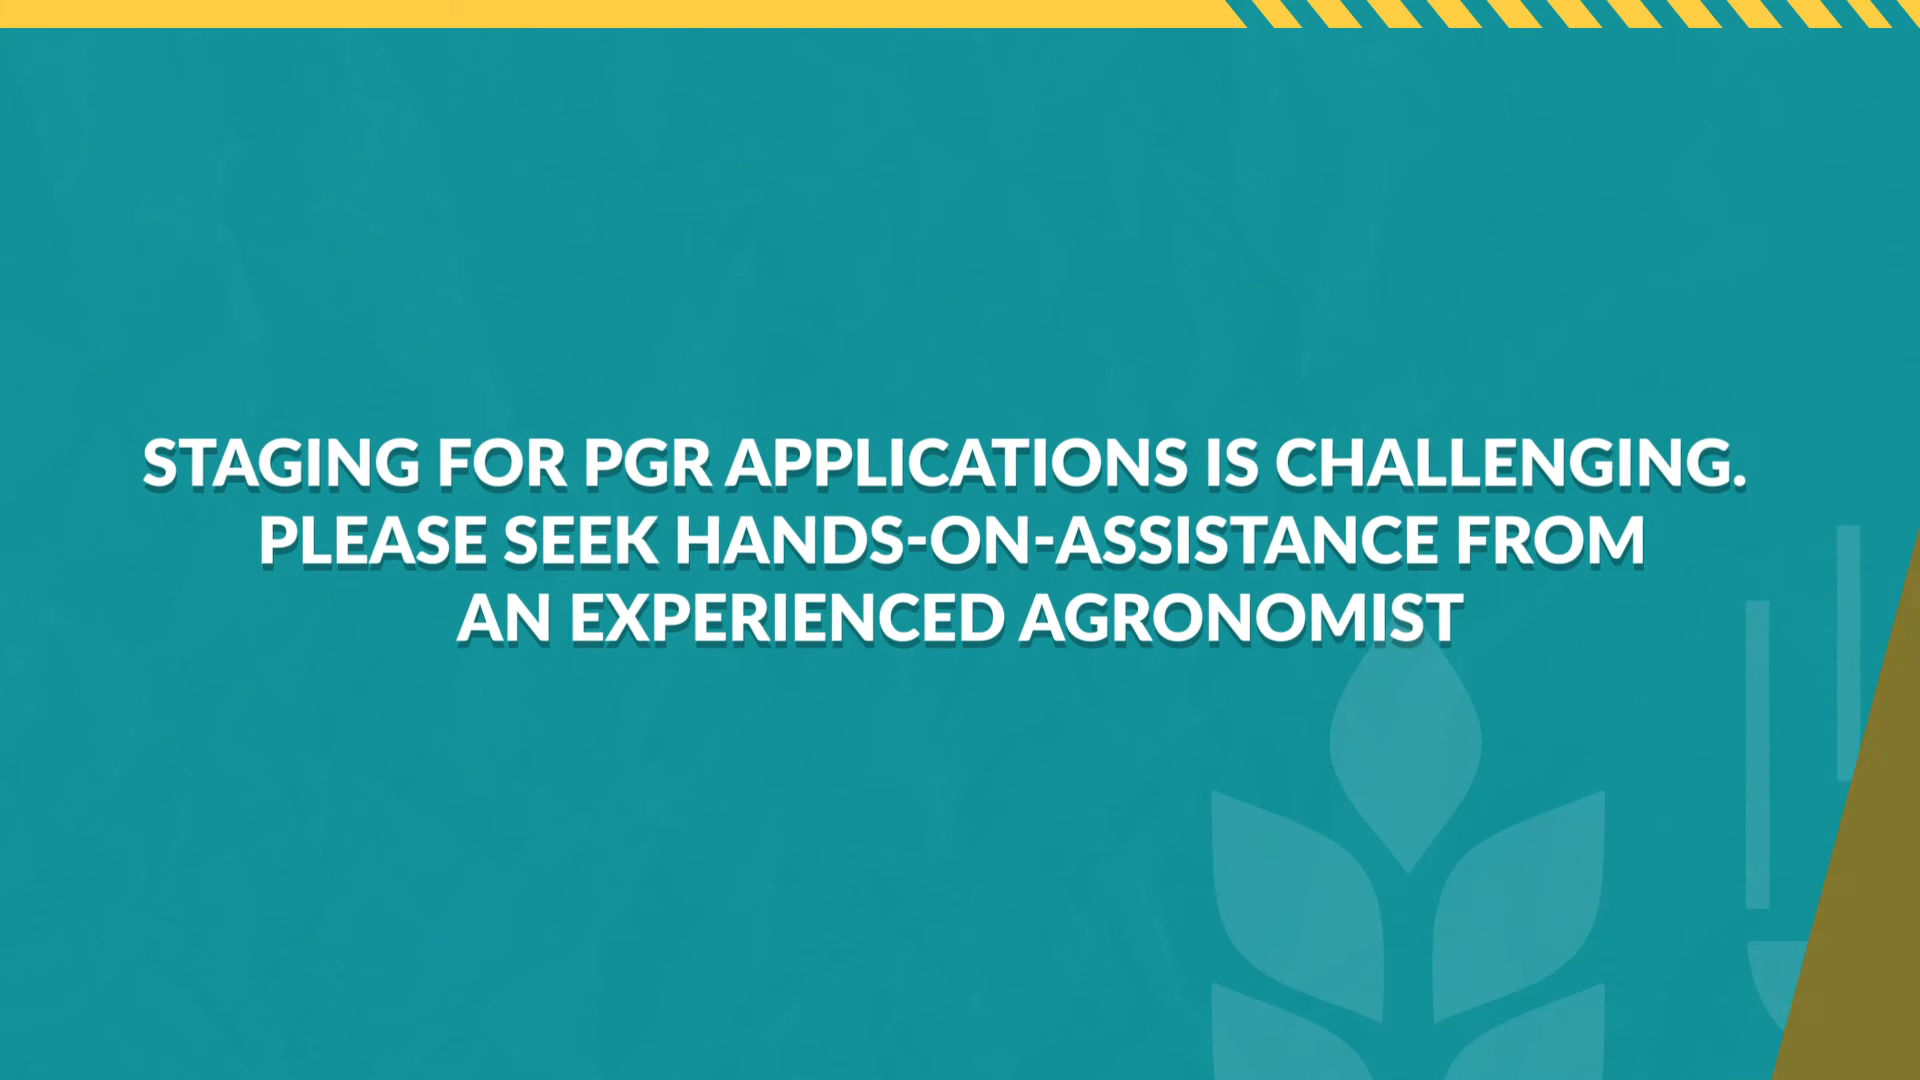 STAGING FOR PGR APPLICATIONS IS CHALLENGING.
PLEASE SEEK HANDS-ON-ASSISTANCE FROM
AN EXPERIENCED AGRONOMIST